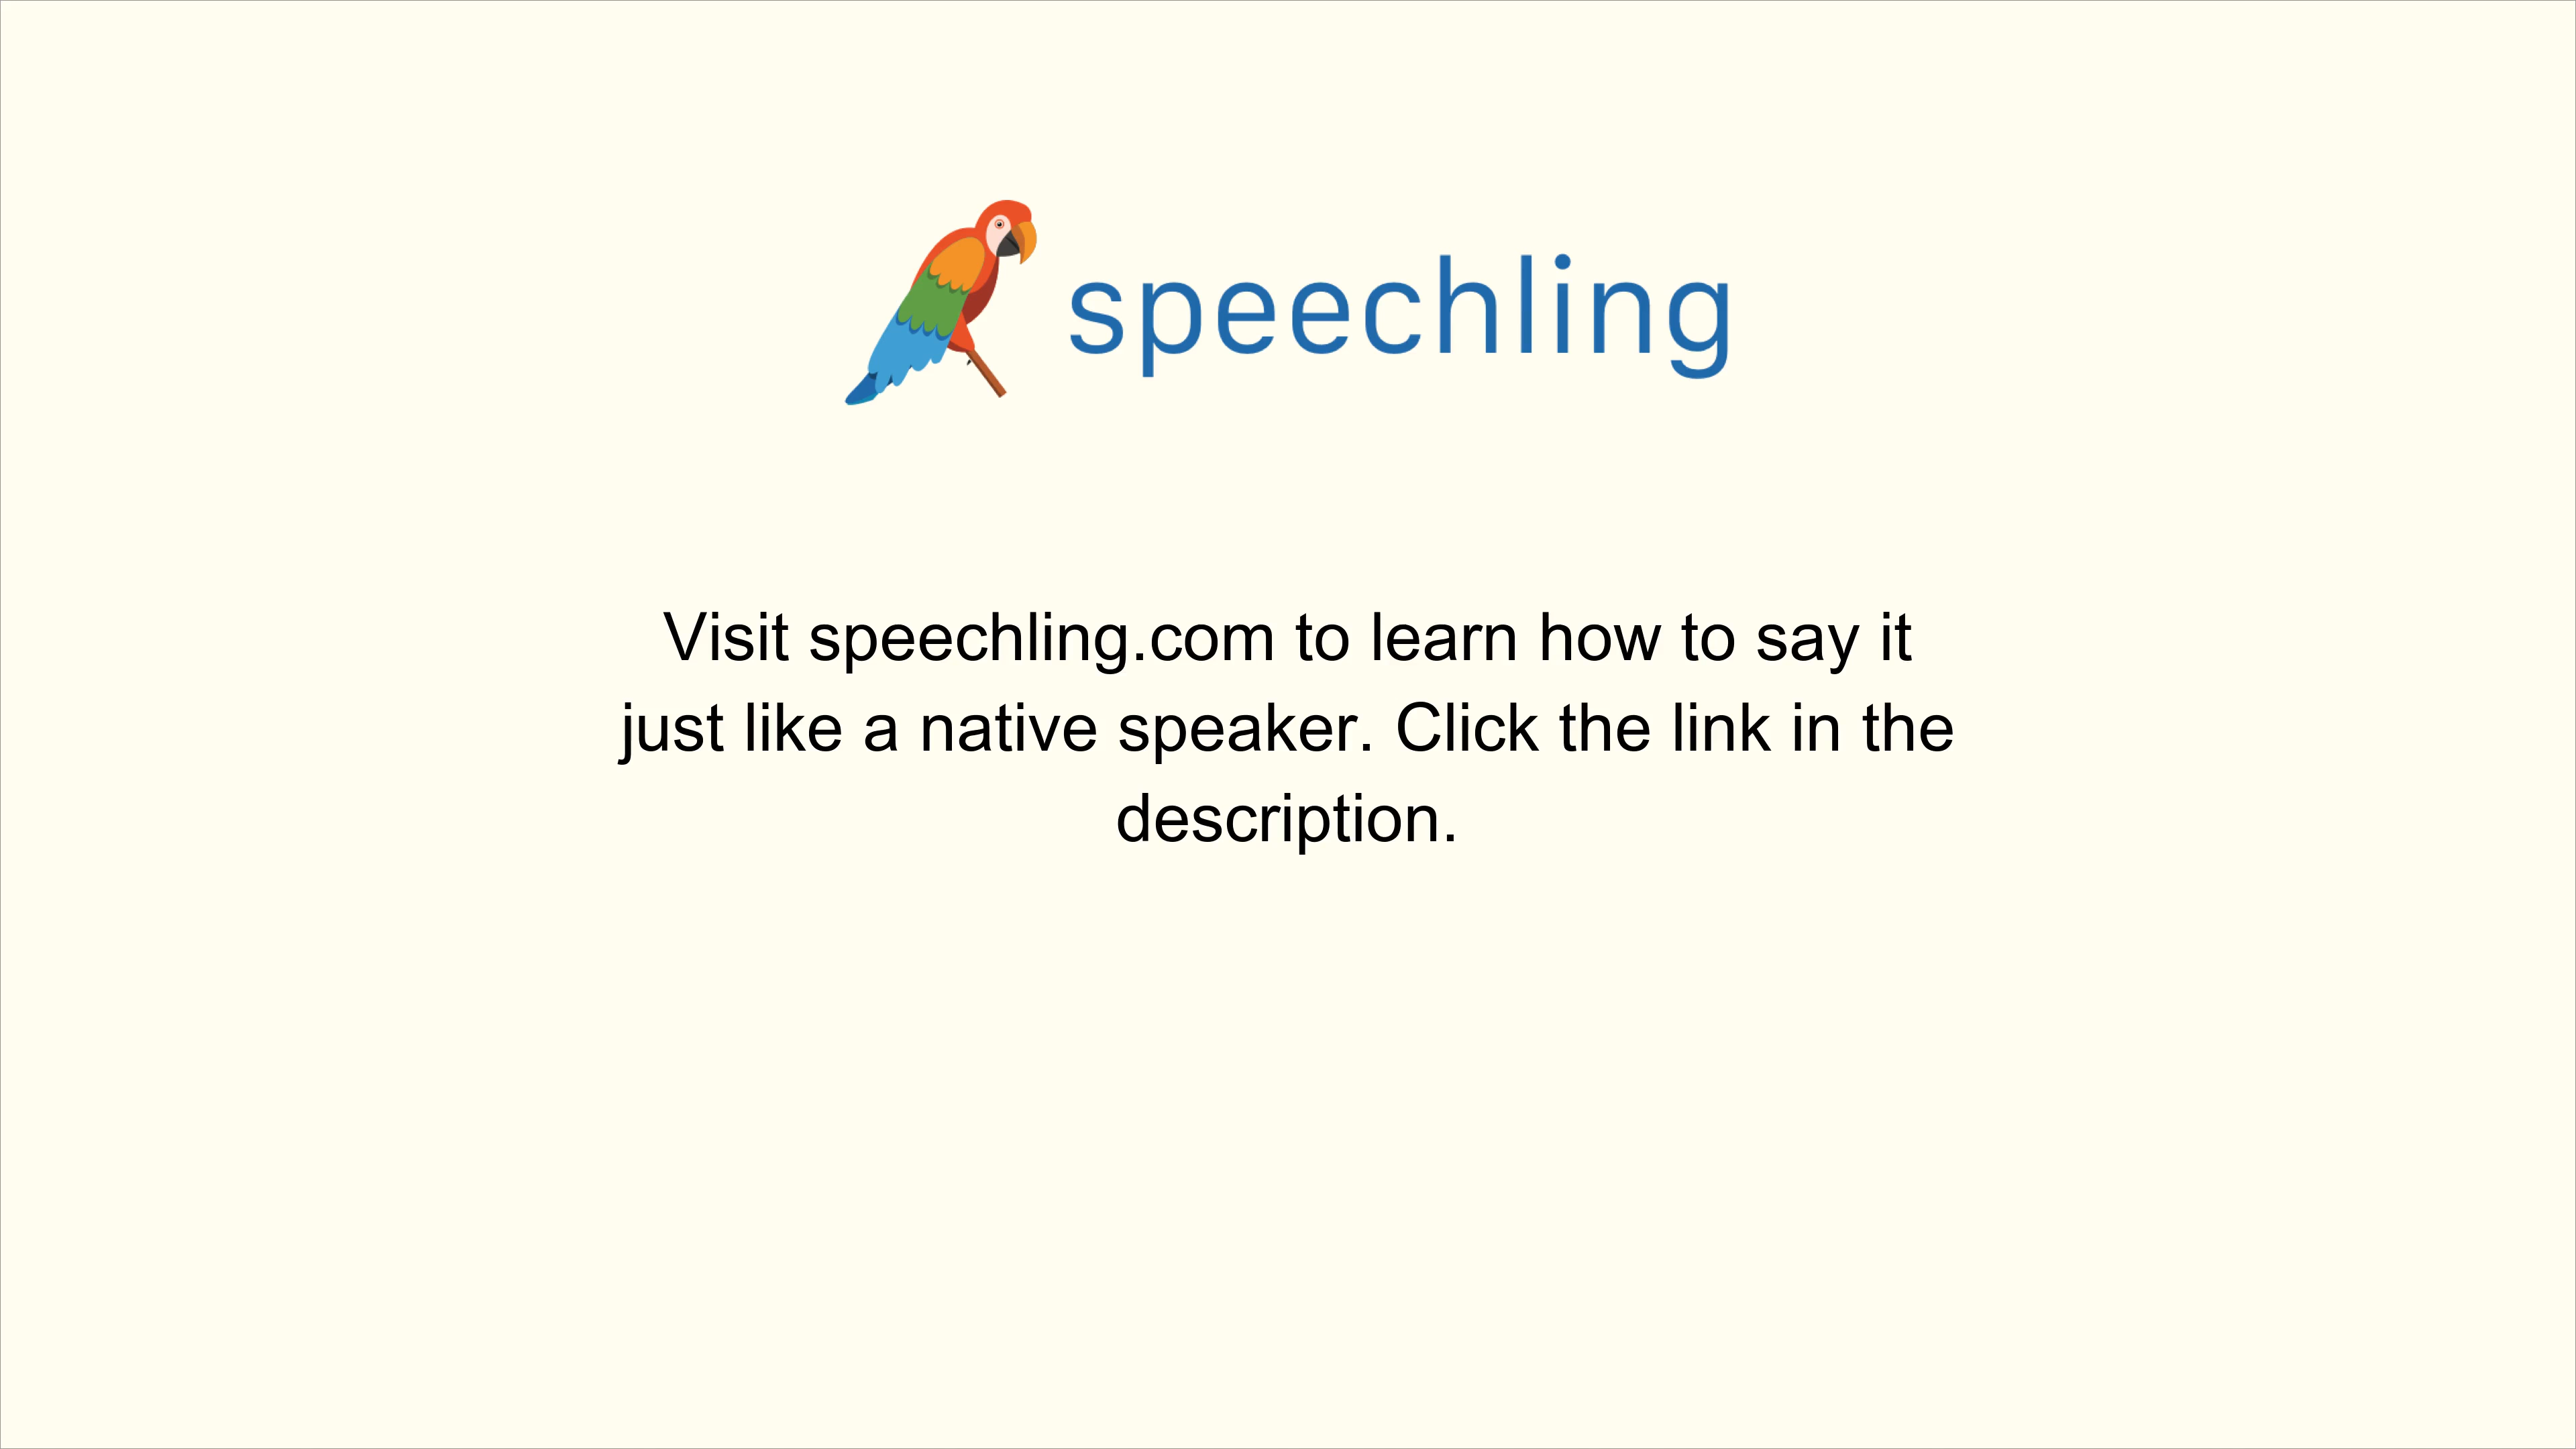 speechling
Visit speechling.com to learn how to say it
just like a native speaker. Click the link in the
description.